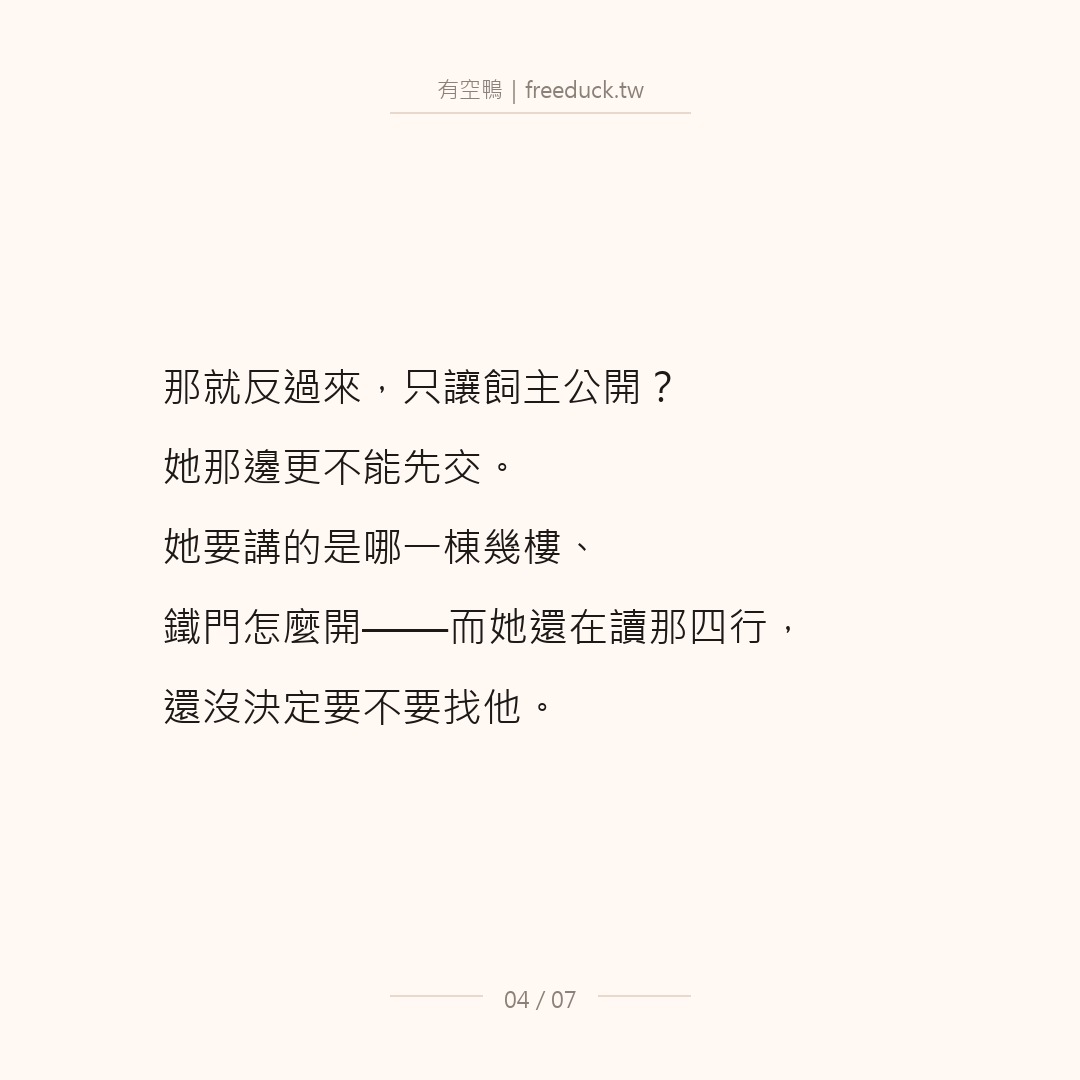 有空鴨｜freeduck.tw
那就反過來，只讓飼主公開？
她那邊更不能先交。
她要講的是哪一棟幾樓、
鐵門怎麼開——而她還在讀那四行，
還沒決定要不要找他。
04 / 07